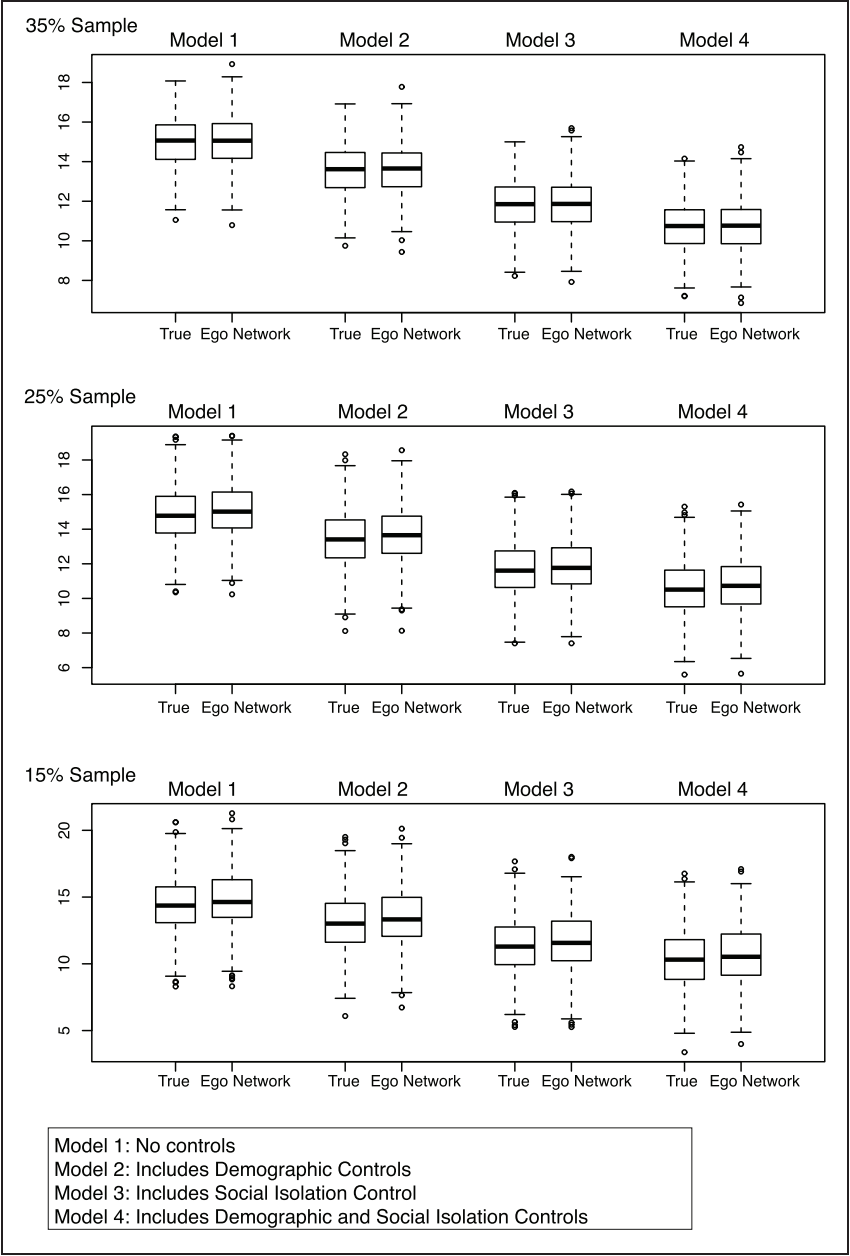 35% Sample
Model 1 Model 2 Model 3 Model 4
18
16
14
12
10
8
True Ego Network True Ego Network True Ego Network True Ego Network
25% Sample
Model 1 Model 2 Model 3 Model 4
18
16
14
12
10
8
6
True Ego Network True Ego Network True Ego Network True Ego Network
15% Sample
Model 1 Model 2 Model 3 Model 4
20
15
10
5
True Ego Network True Ego Network True Ego Network True Ego Network
Model 1: No controls
Model 2: Includes Demographic Controls
Model 3: Includes Social Isolation Control
Model 4: Includes Demographic and Social Isolation Controls